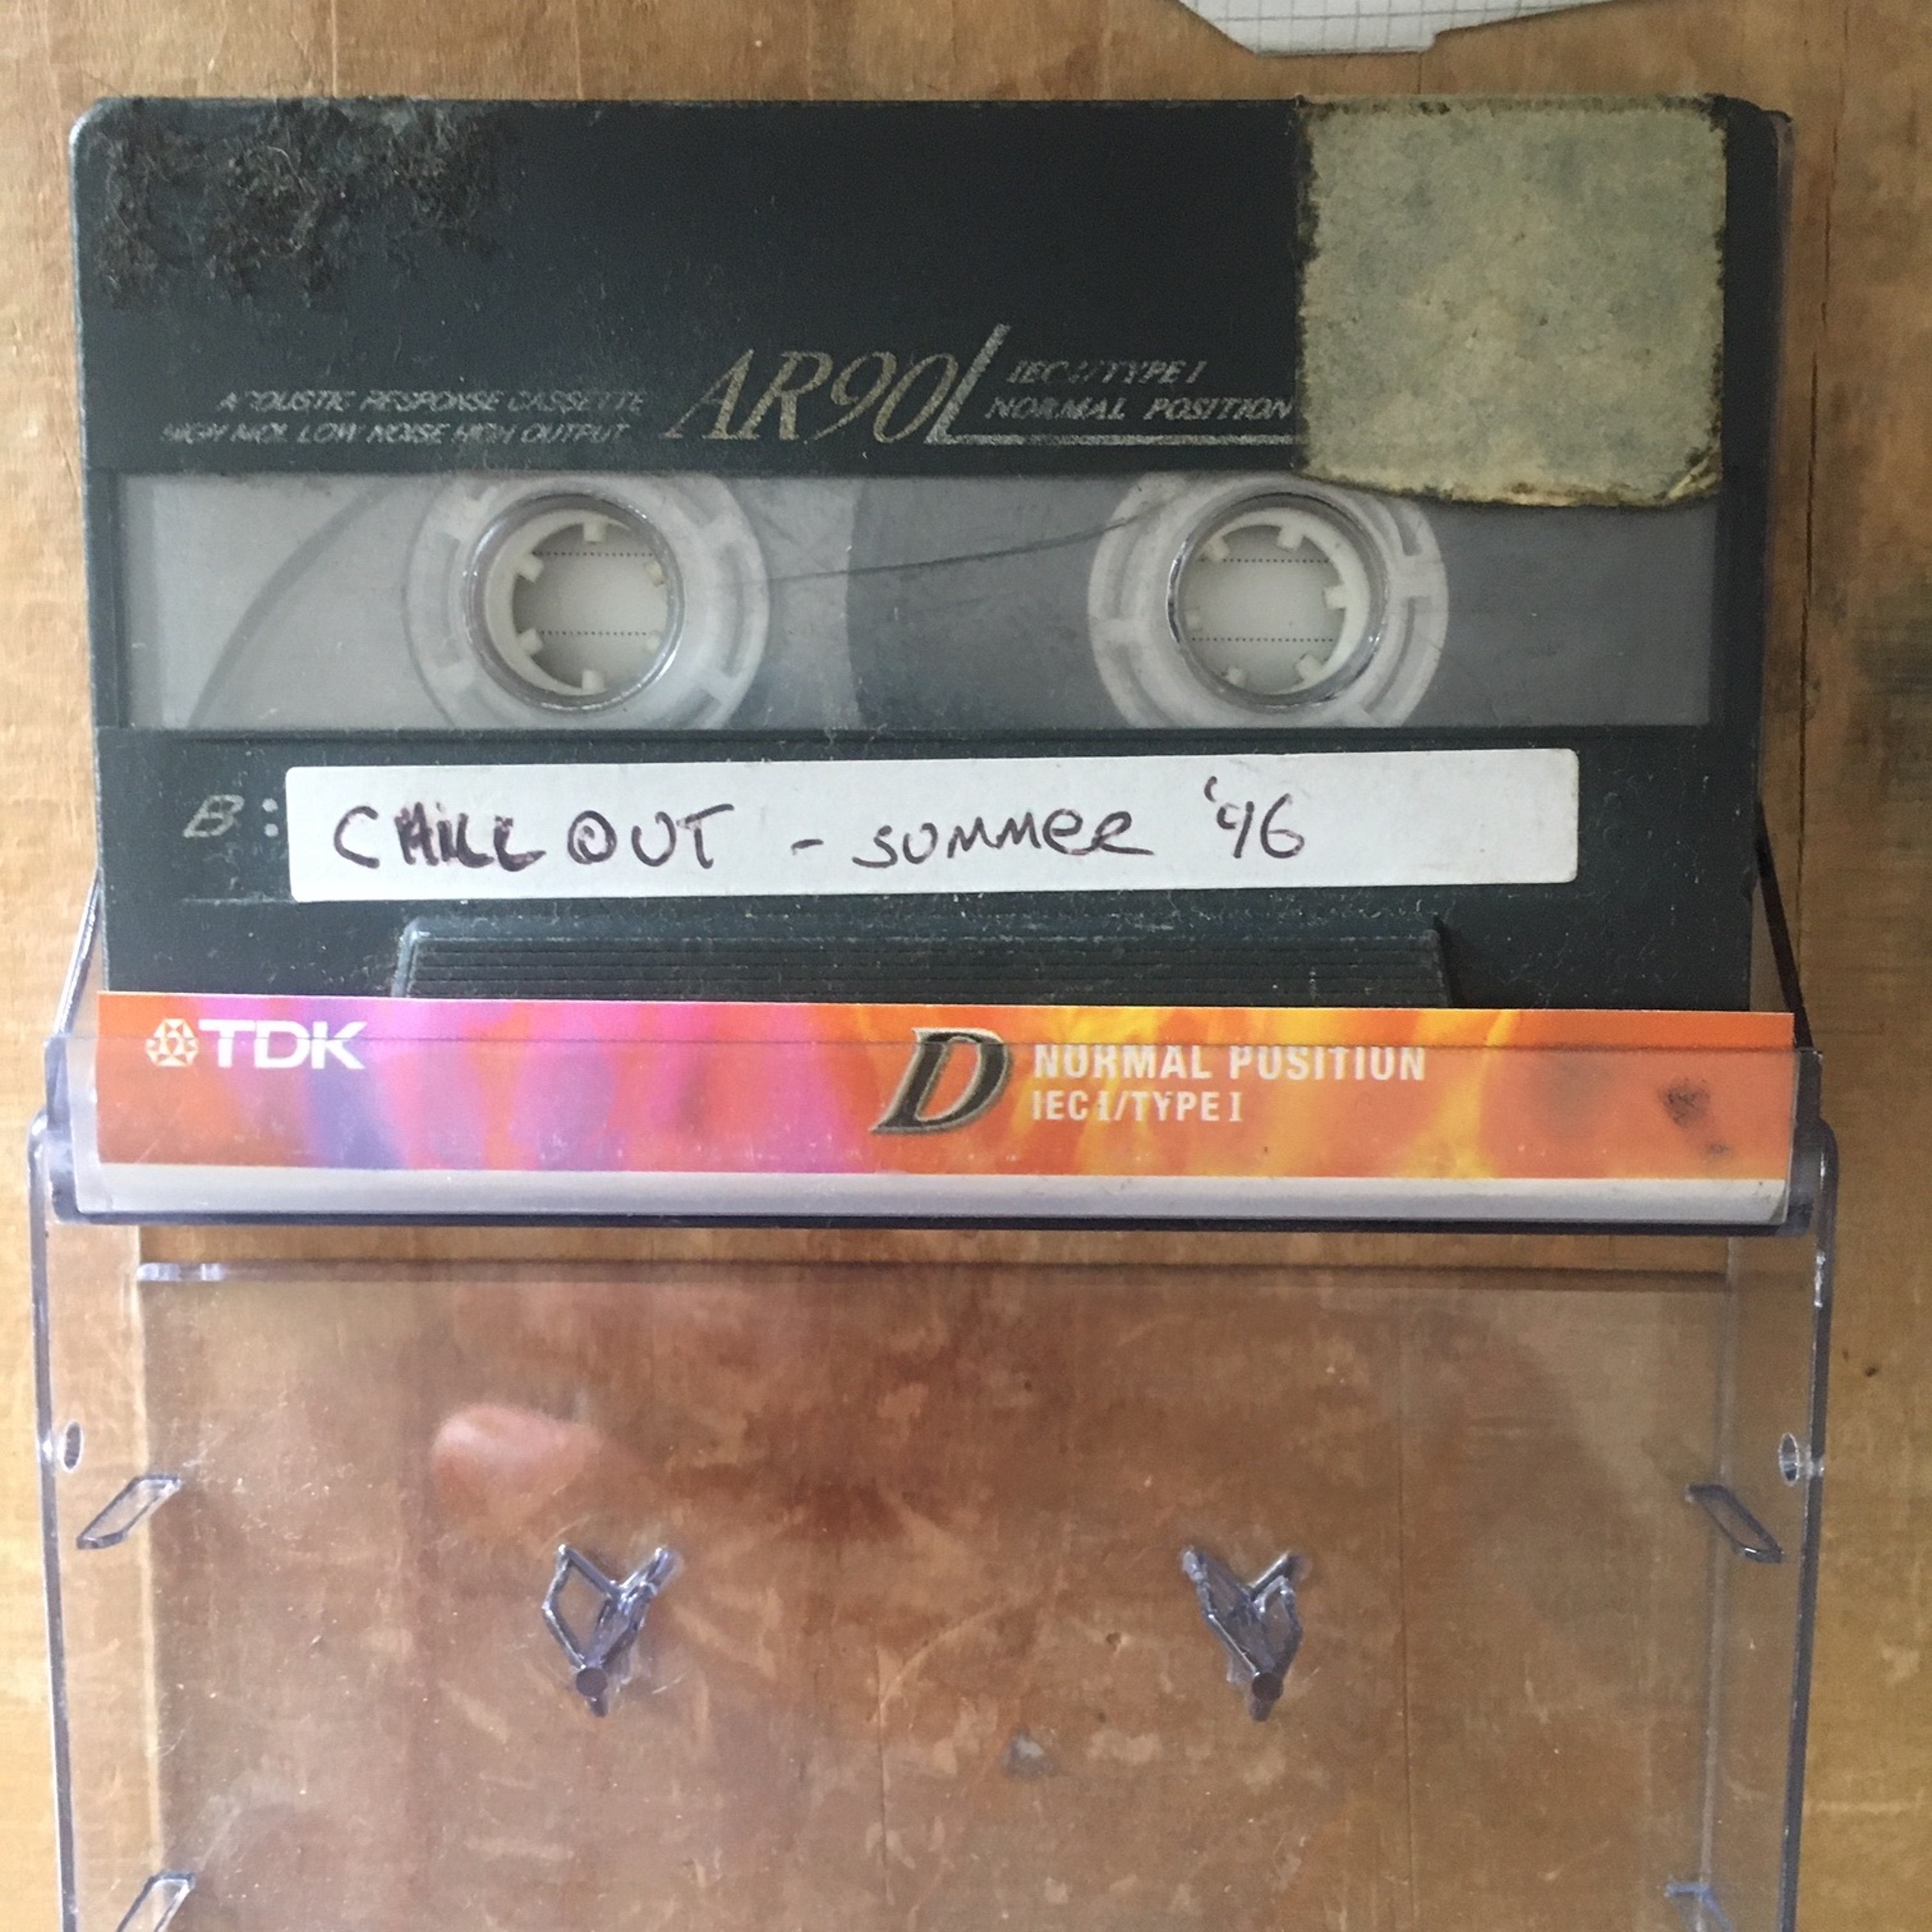 ACOUSTIC RESPONSE CASSETTE
HIGH MOL LOW NOISE HIGH OUTPUT
AR90
IEC I/TYPE I
NORMAL POSITION
B:
CHILL OUT - SUMMER '96
TDK
D NORMAL POSITION
IEC I/TYPE I